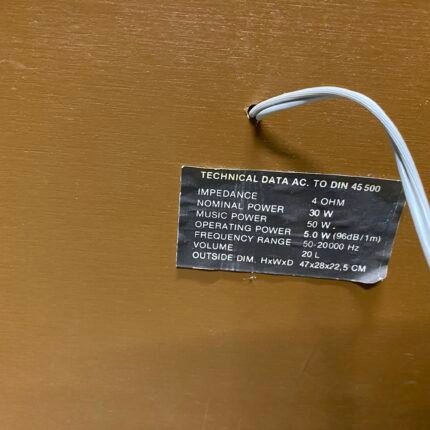 TECHNICAL DATA AC. TO DIN 45 500
IMPEDANCE 4 OHM
NOMINAL POWER 30 W
MUSIC POWER 50 W.
OPERATING POWER 5.0 W (96dB/1m)
FREQUENCY RANGE 50-20000 Hz
VOLUME 20 L
OUTSIDE DIM. HxWxD 47x28x22,5 CM